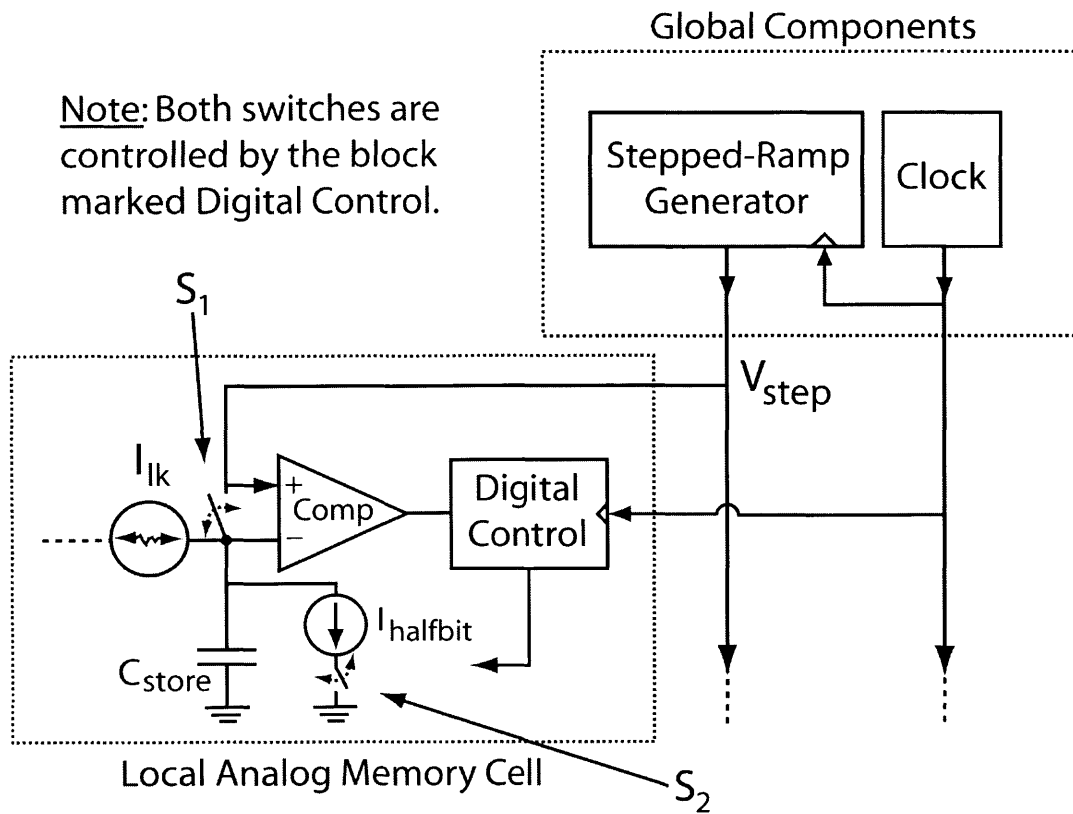 Global Components
Note: Both switches are
controlled by the block
marked Digital Control.
Stepped-Ramp
Generator
Clock
S1
Vstep
Ilk
+
Comp
−
Digital
Control
Ihalfbit
Cstore
Local Analog Memory Cell
S2